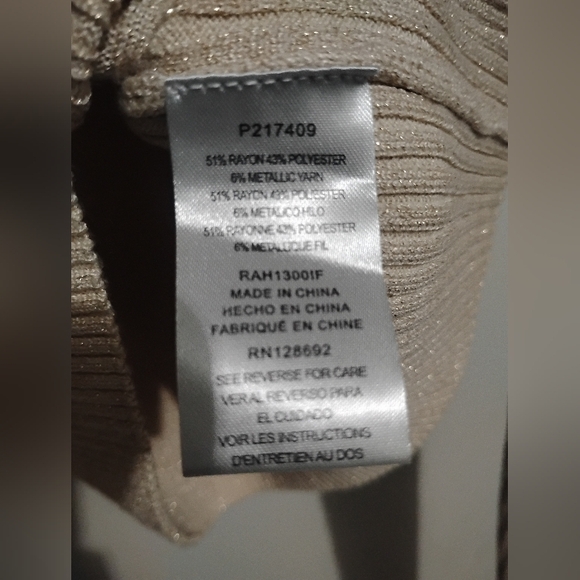 P217409
51% RAYON 43% POLYESTER
6% METALLIC YARN
51% RAYON 43% POLIESTER
6% METALICO HILO
51% RAYONNE 43% POLYESTER
6% METALLIQUE FIL
RAH1300IF
MADE IN CHINA
HECHO EN CHINA
FABRIQUÉ EN CHINE
RN128692
SEE REVERSE FOR CARE
VER AL REVERSO PARA
EL CUIDADO
VOIR LES INSTRUCTIONS
D'ENTRETIEN AU DOS